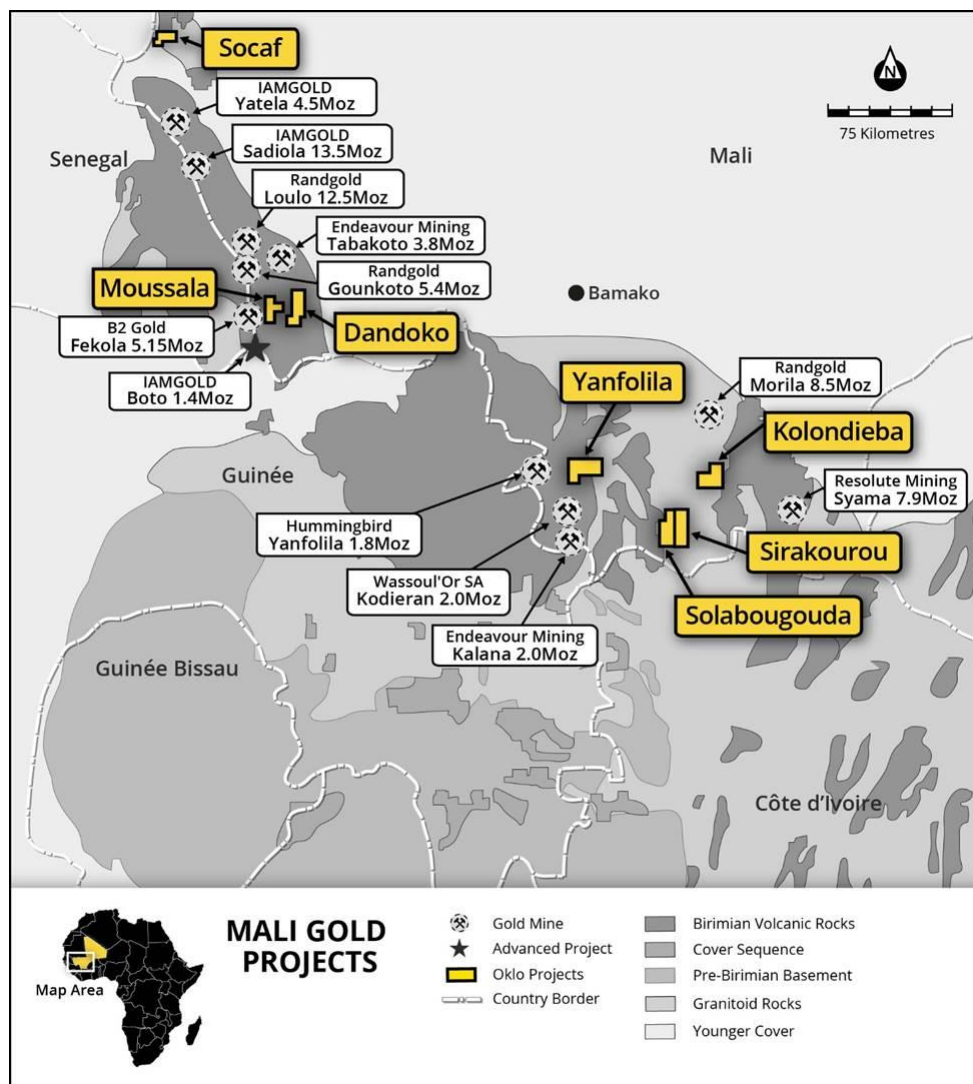 Socaf
N
IAMGOLD
Yatela 4.5Moz
75 Kilometres
IAMGOLD
Sadiola 13.5Moz
Senegal
Mali
Randgold
Loulo 12.5Moz
Endeavour Mining
Tabakoto 3.8Moz
Randgold
Gounkoto 5.4Moz
Moussala
Bamako
B2 Gold
Fekola 5.15Moz
Dandoko
IAMGOLD
Boto 1.4Moz
Yanfolila
Randgold
Morila 8.5Moz
Kolondieba
Guinée
Resolute Mining
Syama 7.9Moz
Hummingbird
Yanfolila 1.8Moz
Sirakourou
Wassoul'Or SA
Kodieran 2.0Moz
Solabougouda
Endeavour Mining
Kalana 2.0Moz
Guinée Bissau
Côte d'Ivoire
Map Area
MALI GOLD
PROJECTS
Gold Mine
Advanced Project
Oklo Projects
Country Border
Birimian Volcanic Rocks
Cover Sequence
Pre-Birimian Basement
Granitoid Rocks
Younger Cover